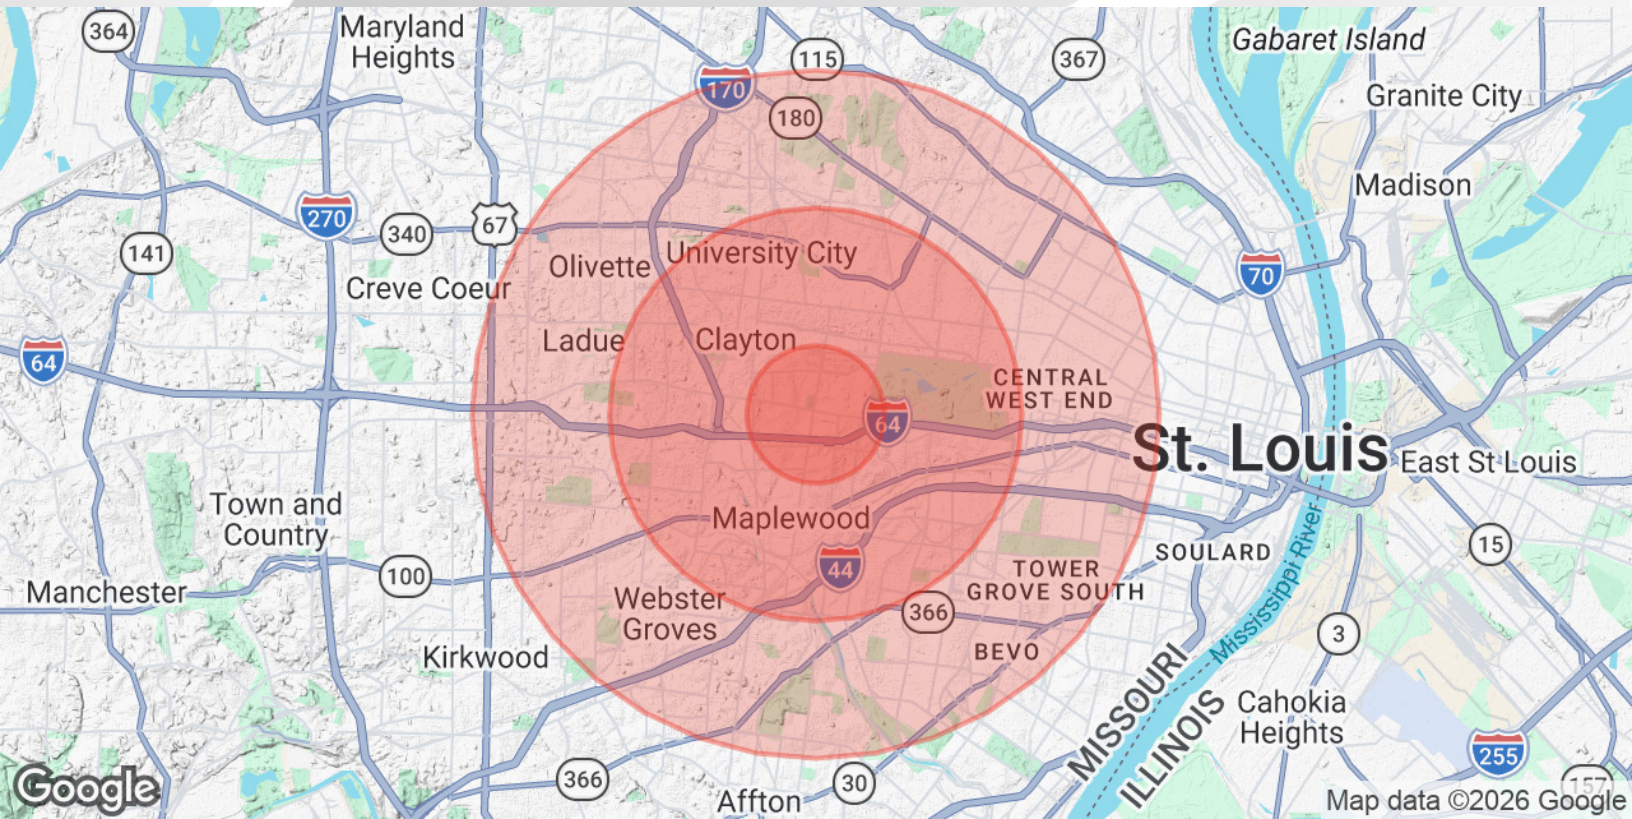 364
Maryland
Heights
115
367
Gabaret Island
170
180
Granite City
Madison
270
340
67
141
University City
Olivette
Creve Coeur
70
Ladue
Clayton
64
CENTRAL
WEST END
64
St. Louis
East St Louis
Town and
Country
Maplewood
15
SOULARD
44
100
TOWER
GROVE SOUTH
Manchester
Webster
Groves
366
Mississippi River
3
BEVO
Kirkwood
MISSOURI
ILLINOIS
Cahokia
Heights
255
366
30
157
Google
Affton
Map data ©2026 Google